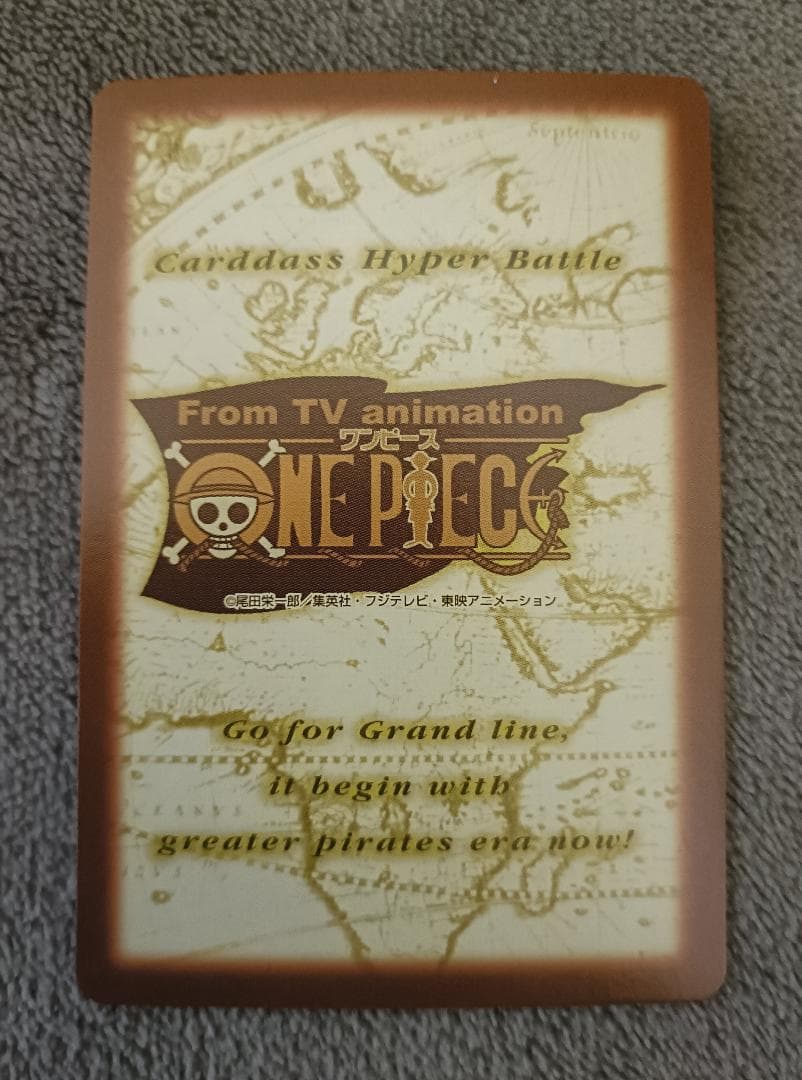 Septentrio
Carddass Hyper Battle
From TV animation
ワンピース
ONE PIECE
©尾田栄一郎／集英社・フジテレビ・東映アニメーション
Go for Grand line,
it begin with
greater pirates era now!